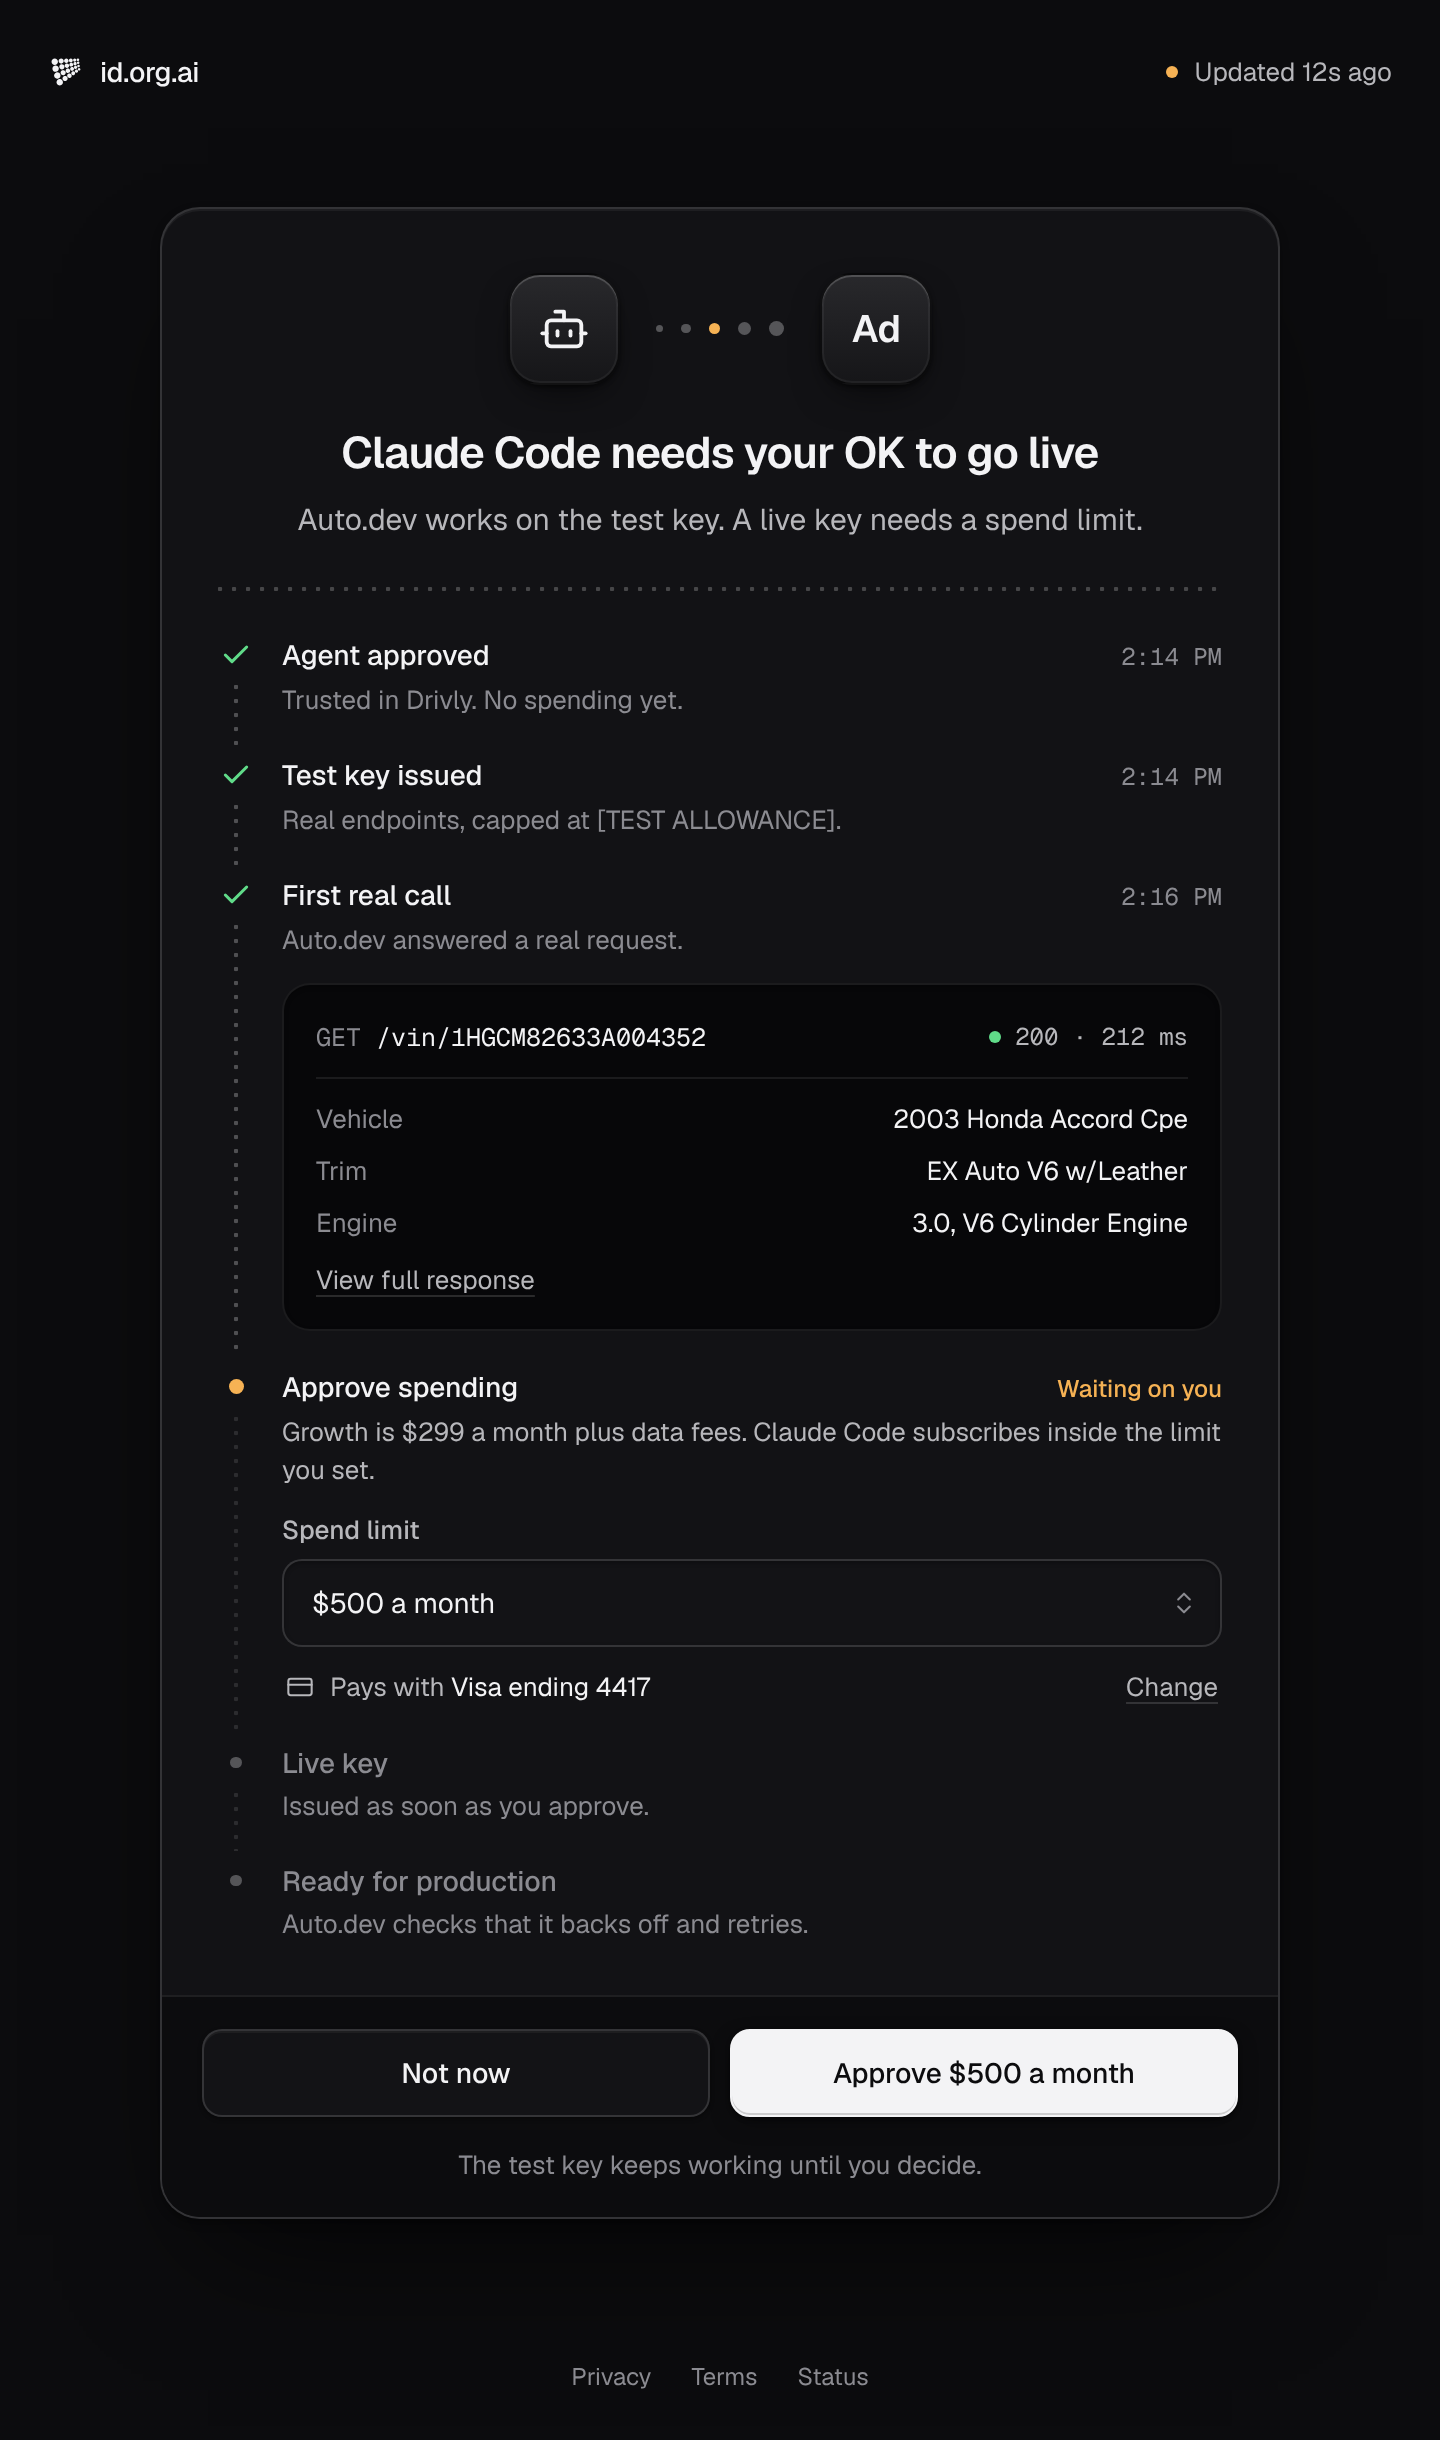 id.org.ai
Updated 12s ago
Ad
Claude Code needs your OK to go live
Auto.dev works on the test key. A live key needs a spend limit.
Agent approved
2:14 PM
Trusted in Drivly. No spending yet.
Test key issued
2:14 PM
Real endpoints, capped at [TEST ALLOWANCE].
First real call
2:16 PM
Auto.dev answered a real request.
GET /vin/1HGCM82633A004352
200 · 212 ms
Vehicle
2003 Honda Accord Cpe
Trim
EX Auto V6 w/Leather
Engine
3.0, V6 Cylinder Engine
View full response
Approve spending
Waiting on you
Growth is $299 a month plus data fees. Claude Code subscribes inside the limit
you set.
Spend limit
$500 a month
Pays with Visa ending 4417
Change
Live key
Issued as soon as you approve.
Ready for production
Auto.dev checks that it backs off and retries.
Not now
Approve $500 a month
The test key keeps working until you decide.
Privacy
Terms
Status